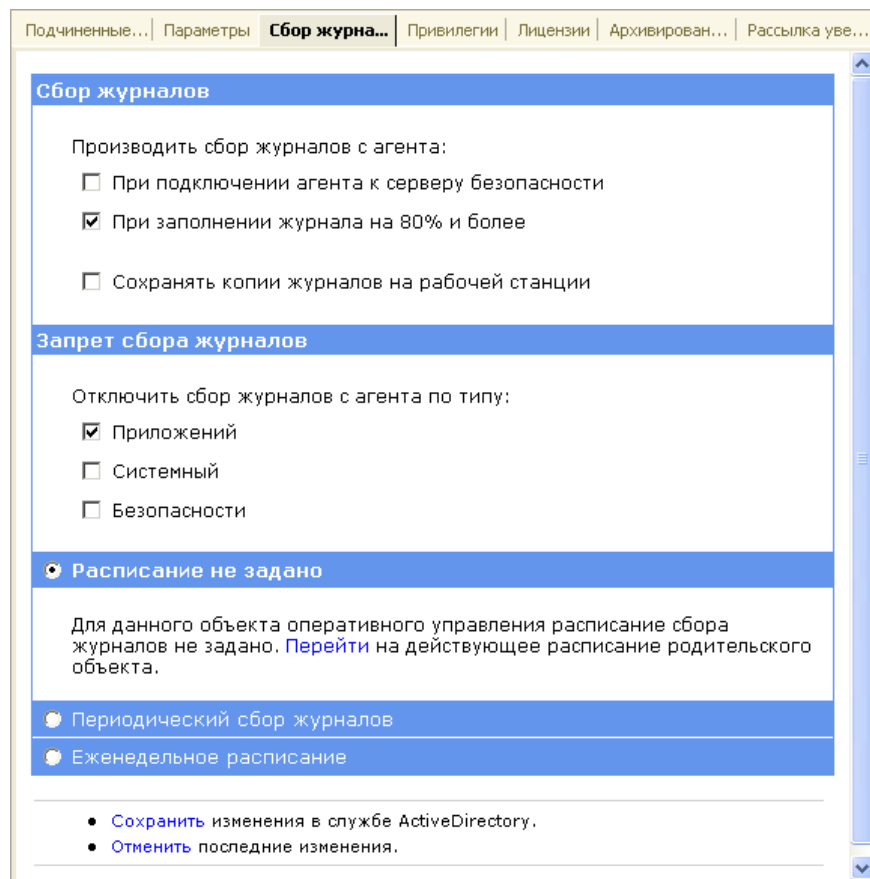 Подчиненные... Параметры Сбор журна... Привилегии Лицензии Архивирован... Рассылка уве...
Сбор журналов
Производить сбор журналов с агента:
При подключении агента к серверу безопасности
При заполнении журнала на 80% и более
Сохранять копии журналов на рабочей станции
Запрет сбора журналов
Отключить сбор журналов с агента по типу:
Приложений
Системный
Безопасности
Расписание не задано
Для данного объекта оперативного управления расписание сбора
журналов не задано. Перейти на действующее расписание родительского
объекта.
Периодический сбор журналов
Еженедельное расписание
• Сохранить изменения в службе ActiveDirectory.
• Отменить последние изменения.